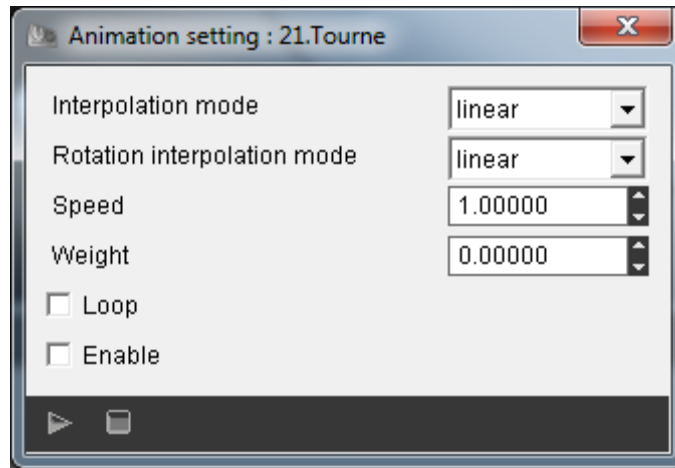 Animation setting : 21.Tourne
Interpolation mode linear
Rotation interpolation mode linear
Speed 1.00000
Weight 0.00000
Loop
Enable